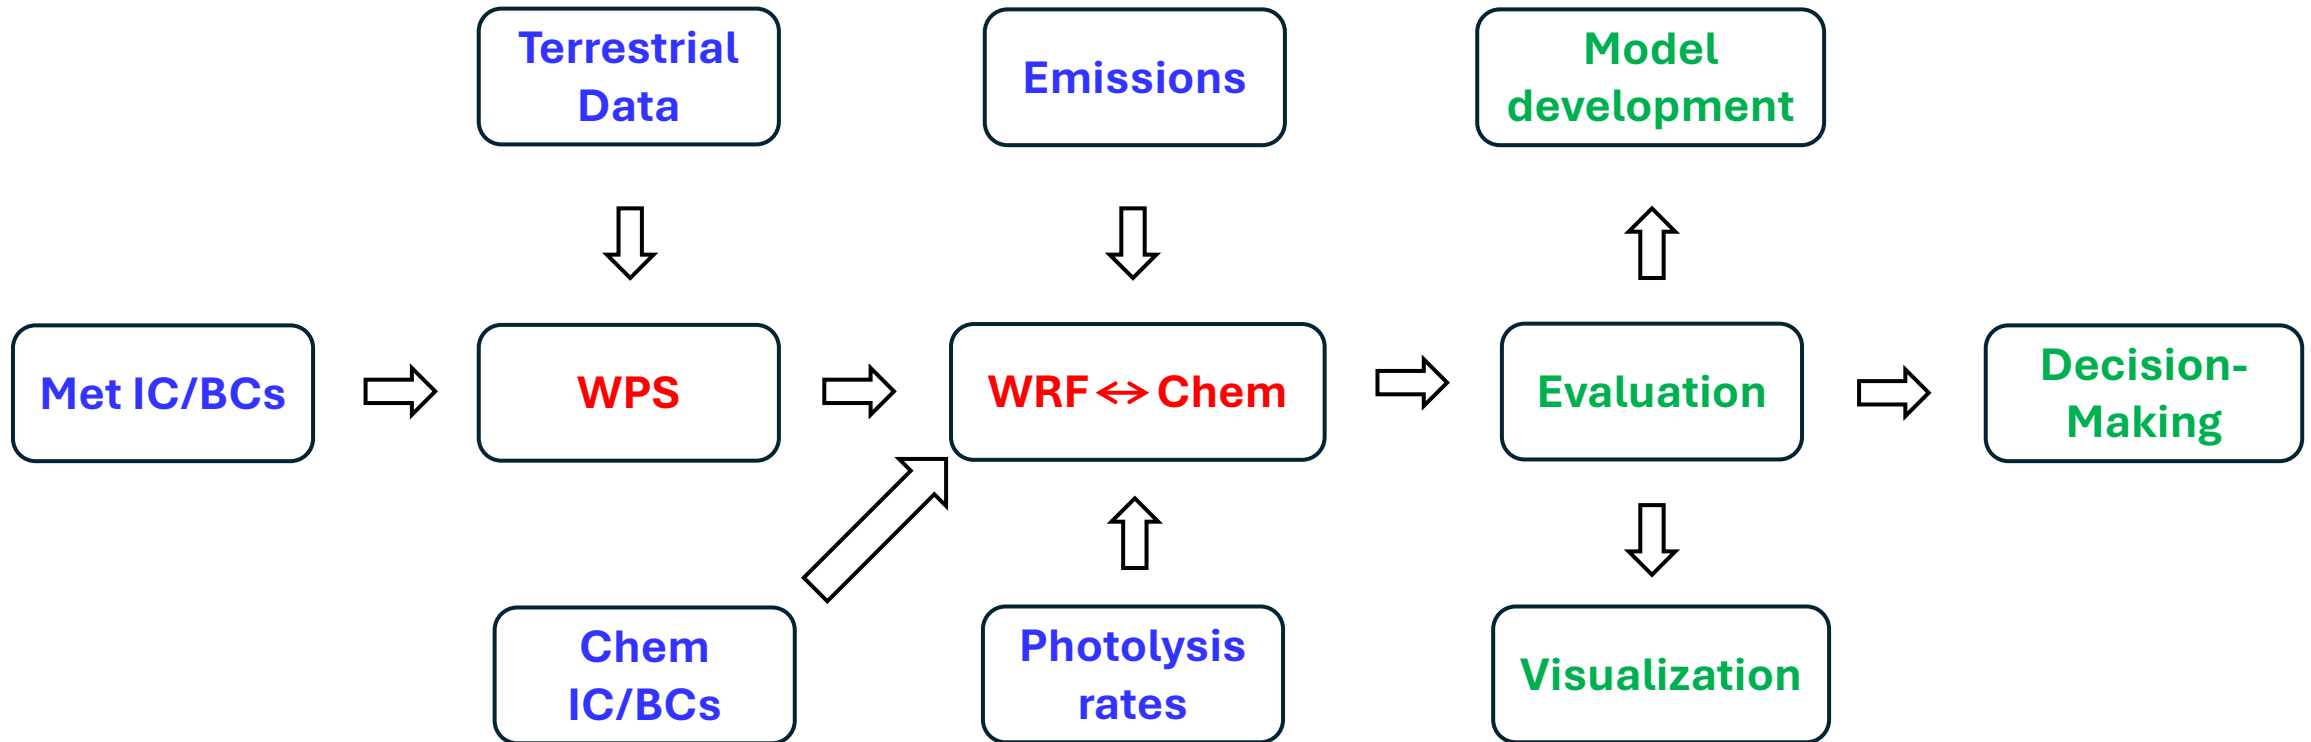 Terrestrial
Data
Emissions
Model
development
Met IC/BCs
WPS
WRF ↔ Chem
Evaluation
Decision-
Making
Chem
IC/BCs
Photolysis
rates
Visualization